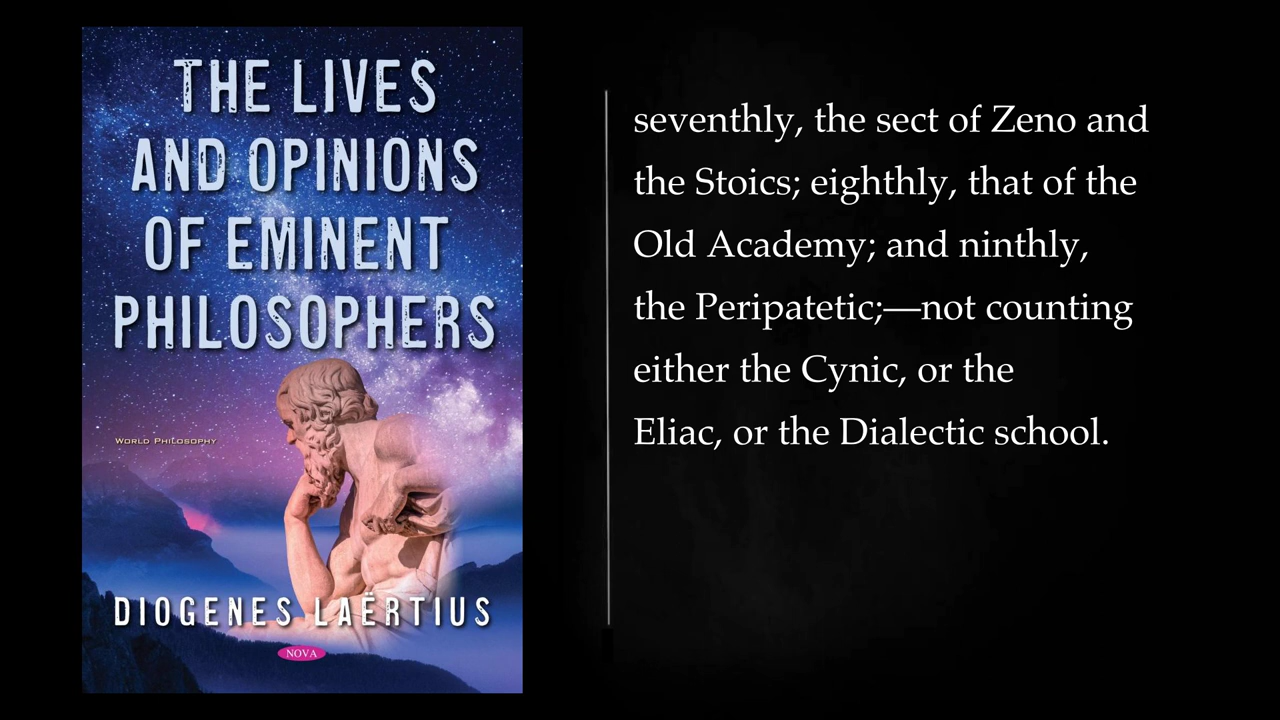 THE LIVES
AND OPINIONS
OF EMINENT
PHILOSOPHERS
WORLD PHILOSOPHY
DIOGENES LAËRTIUS
NOVA
seventhly, the sect of Zeno and
the Stoics; eighthly, that of the
Old Academy; and ninthly,
the Peripatetic;—not counting
either the Cynic, or the
Eliac, or the Dialectic school.